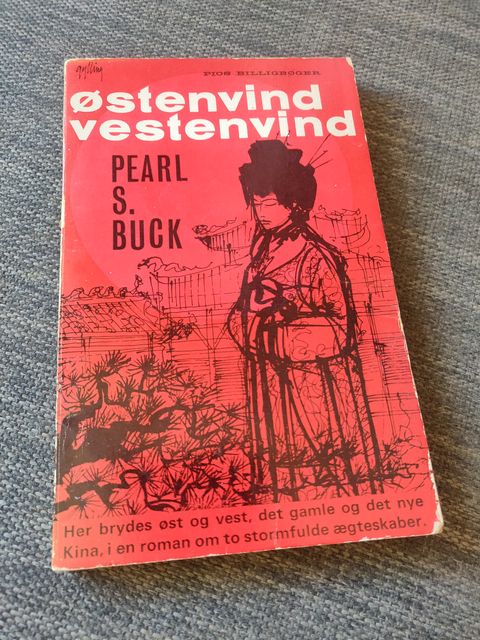 gylling
PIOS BILLIGBØGER
østenvind
vestenvind
PEARL
S.
BUCK
Her brydes øst og vest, det gamle og det nye
Kina, i en roman om to stormfulde ægteskaber.